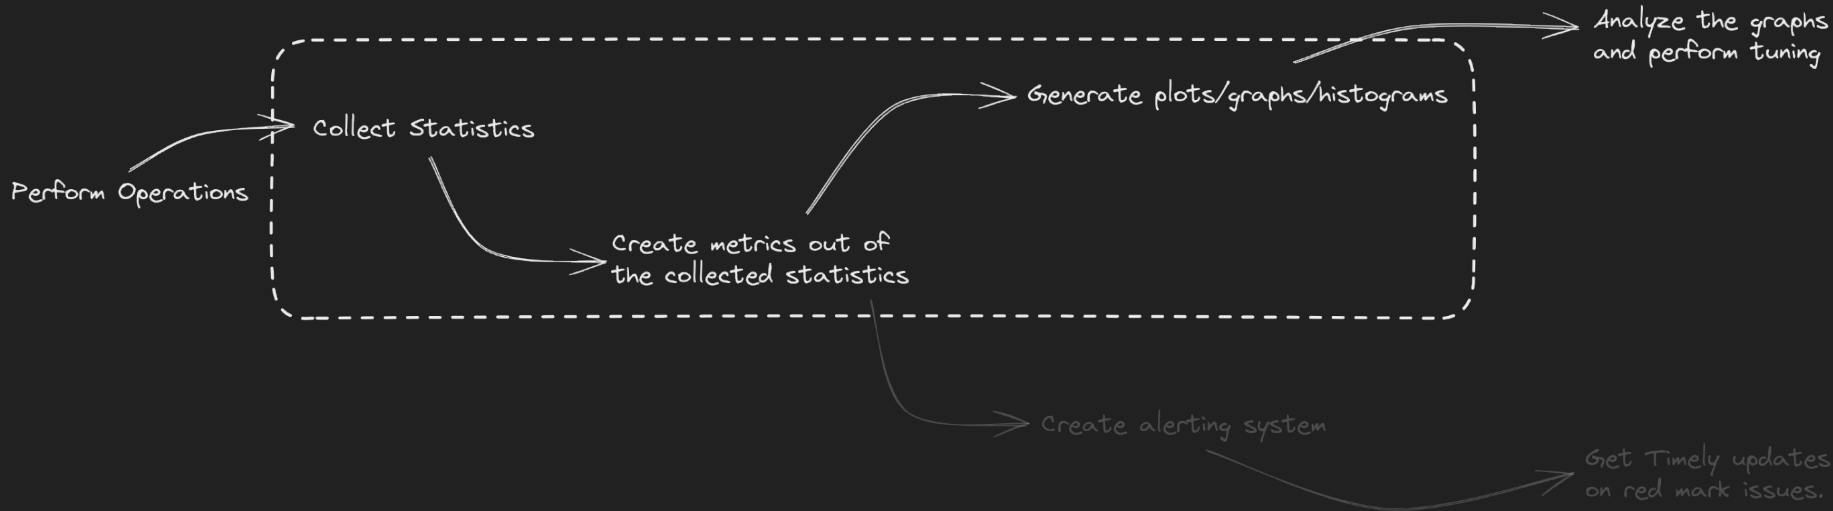 Analyze the graphs
and perform tuning
Generate plots/graphs/histograms
Collect Statistics
Perform Operations
Create metrics out of
the collected statistics
Create alerting system
Get Timely updates
on red mark issues.